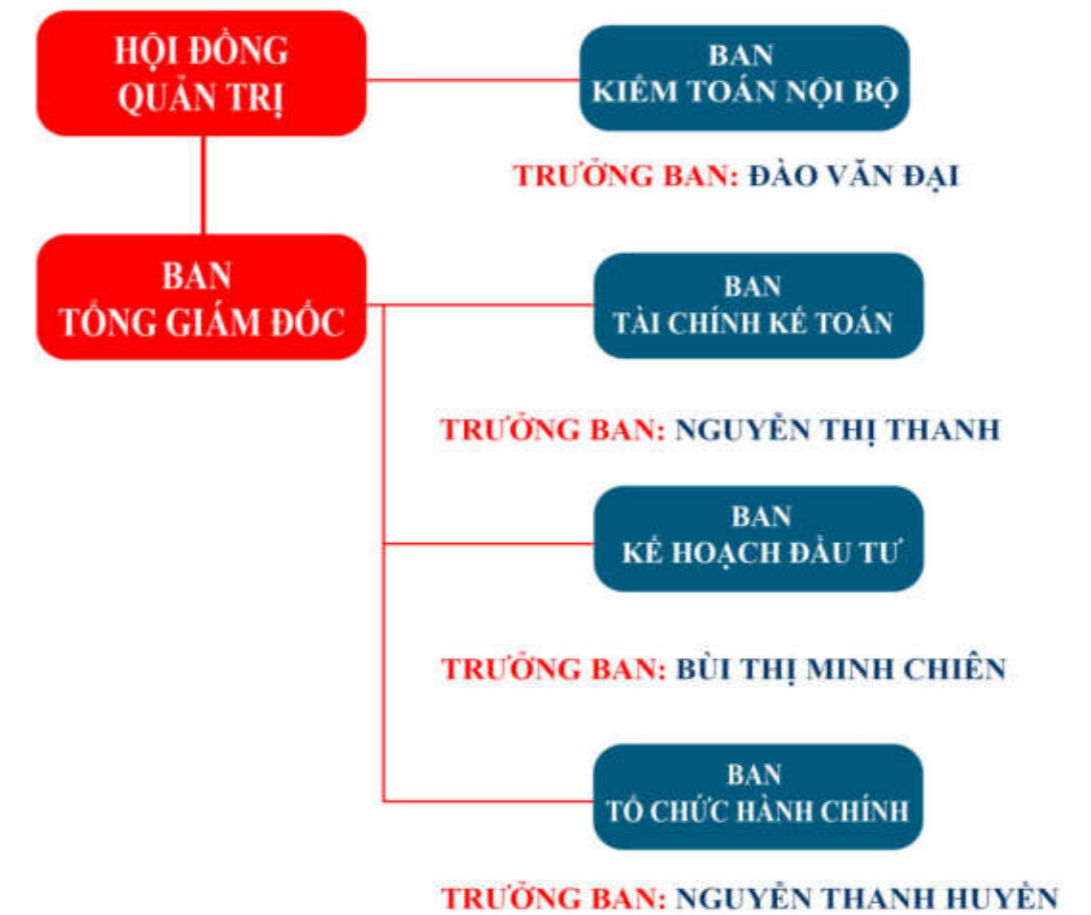 HỘI ĐỒNG
QUẢN TRỊ
BAN
KIỂM TOÁN NỘI BỘ
TRƯỞNG BAN: ĐÀO VĂN ĐẠI
BAN
TỔNG GIÁM ĐỐC
BAN
TÀI CHÍNH KẾ TOÁN
TRƯỞNG BAN: NGUYỄN THỊ THANH
BAN
KẾ HOẠCH ĐẦU TƯ
TRƯỞNG BAN: BÙI THỊ MINH CHIÊN
BAN
TỔ CHỨC HÀNH CHÍNH
TRƯỞNG BAN: NGUYỄN THANH HUYỀN